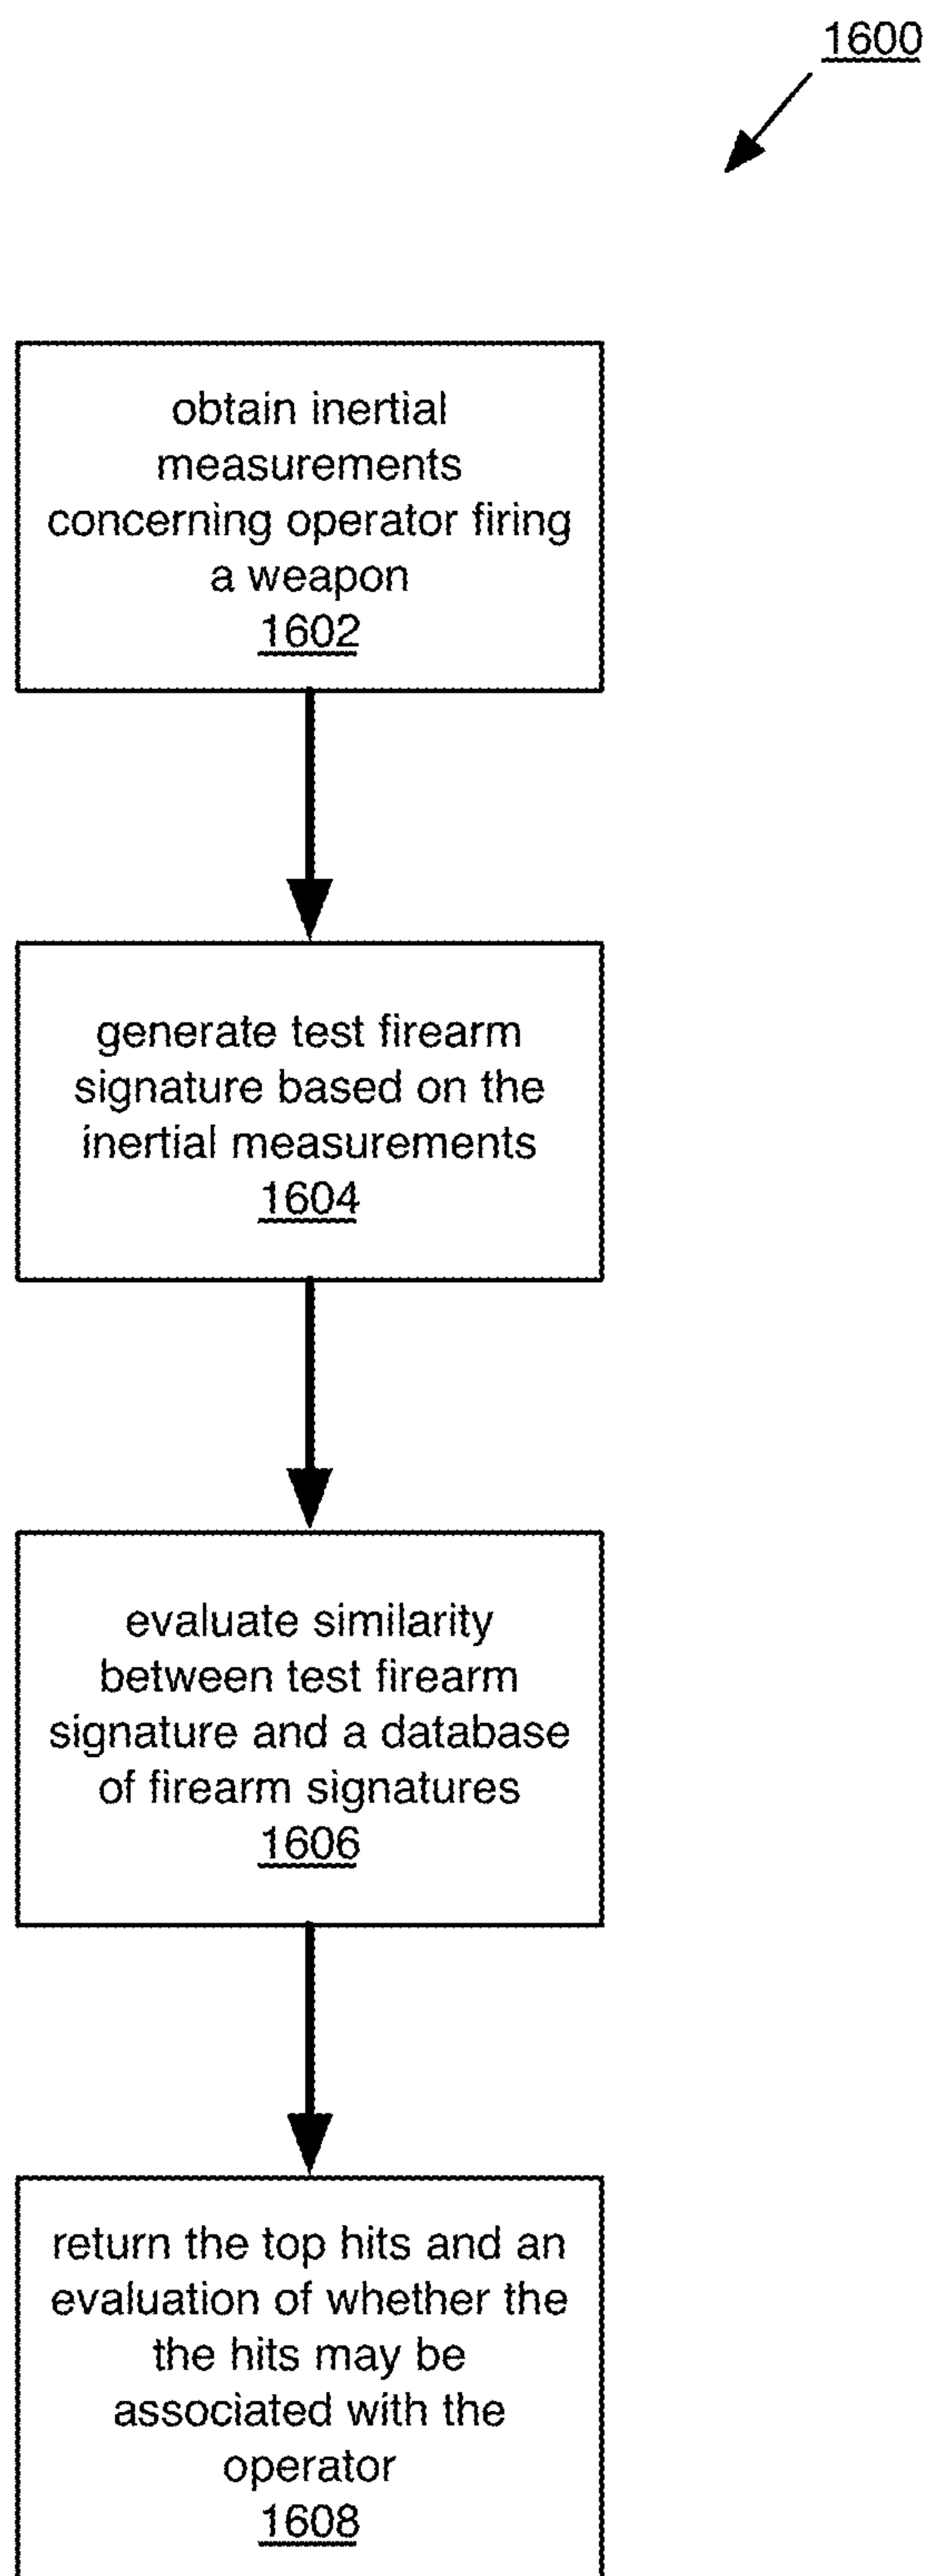 1600
obtain inertial
measurements
concerning operator firing
a weapon
1602
generate test firearm
signature based on the
inertial measurements
1604
evaluate similarity
between test firearm
signature and a database
of firearm signatures
1606
return the top hits and an
evaluation of whether the
the hits may be
associated with the
operator
1608